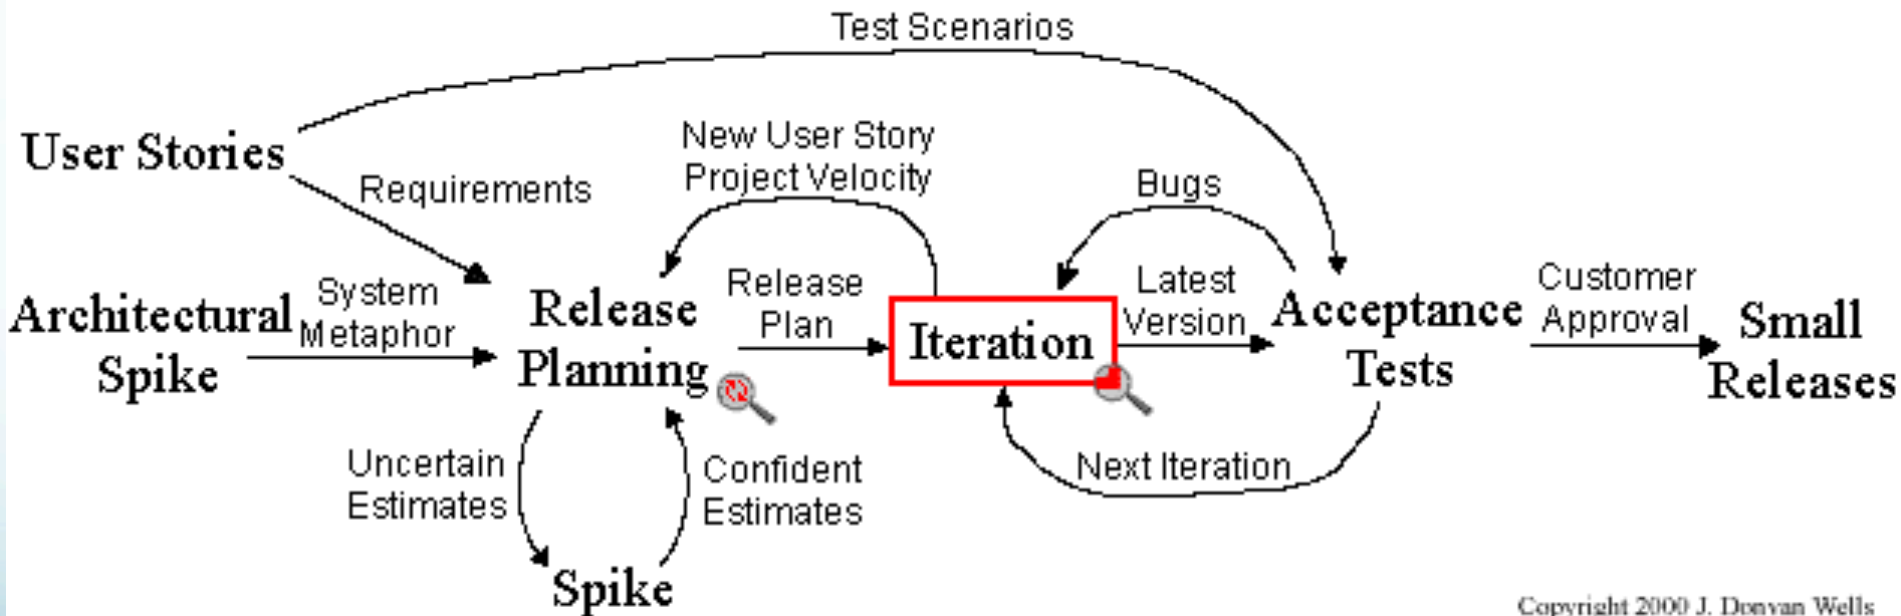 Test Scenarios
User Stories
Requirements
New User Story
Project Velocity
Bugs
Architectural
Spike
System
Metaphor
Release
Planning
Release
Plan
Iteration
Latest
Version
Acceptance
Tests
Customer
Approval
Small
Releases
Uncertain
Estimates
Confident
Estimates
Next Iteration
Spike
Copyright 2000 J. Donvan Wells